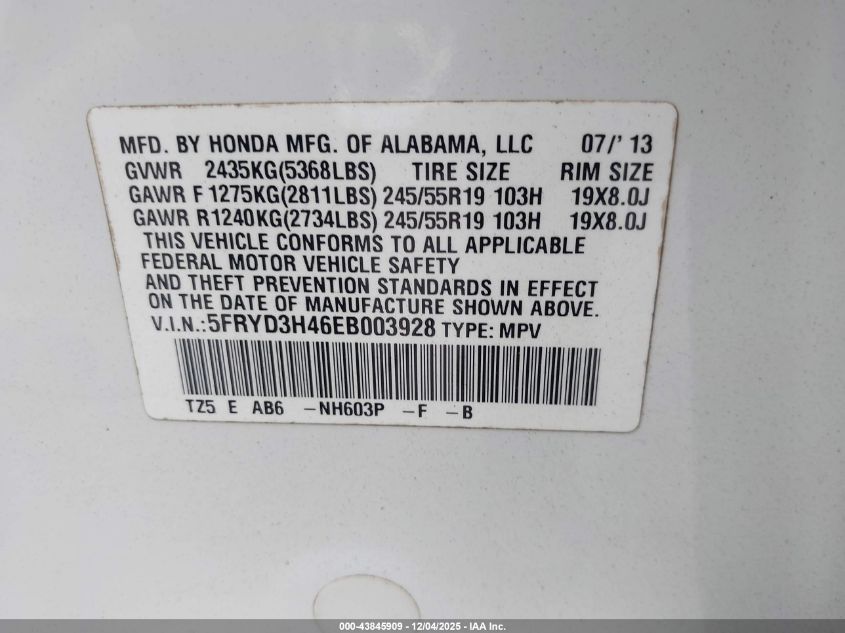 MFD. BY HONDA MFG. OF ALABAMA, LLC 07/' 13
GVWR 2435KG(5368LBS) TIRE SIZE RIM SIZE
GAWR F 1275KG(2811LBS) 245/55R19 103H 19X8.0J
GAWR R1240KG(2734LBS) 245/55R19 103H 19X8.0J
THIS VEHICLE CONFORMS TO ALL APPLICABLE
FEDERAL MOTOR VEHICLE SAFETY
AND THEFT PREVENTION STANDARDS IN EFFECT
ON THE DATE OF MANUFACTURE SHOWN ABOVE.
V.I.N.:5FRYD3H46EB003928 TYPE: MPV
TZ5 E AB6 -NH603P -F -B
000-43845909 - 12/04/2025 - IAA Inc.